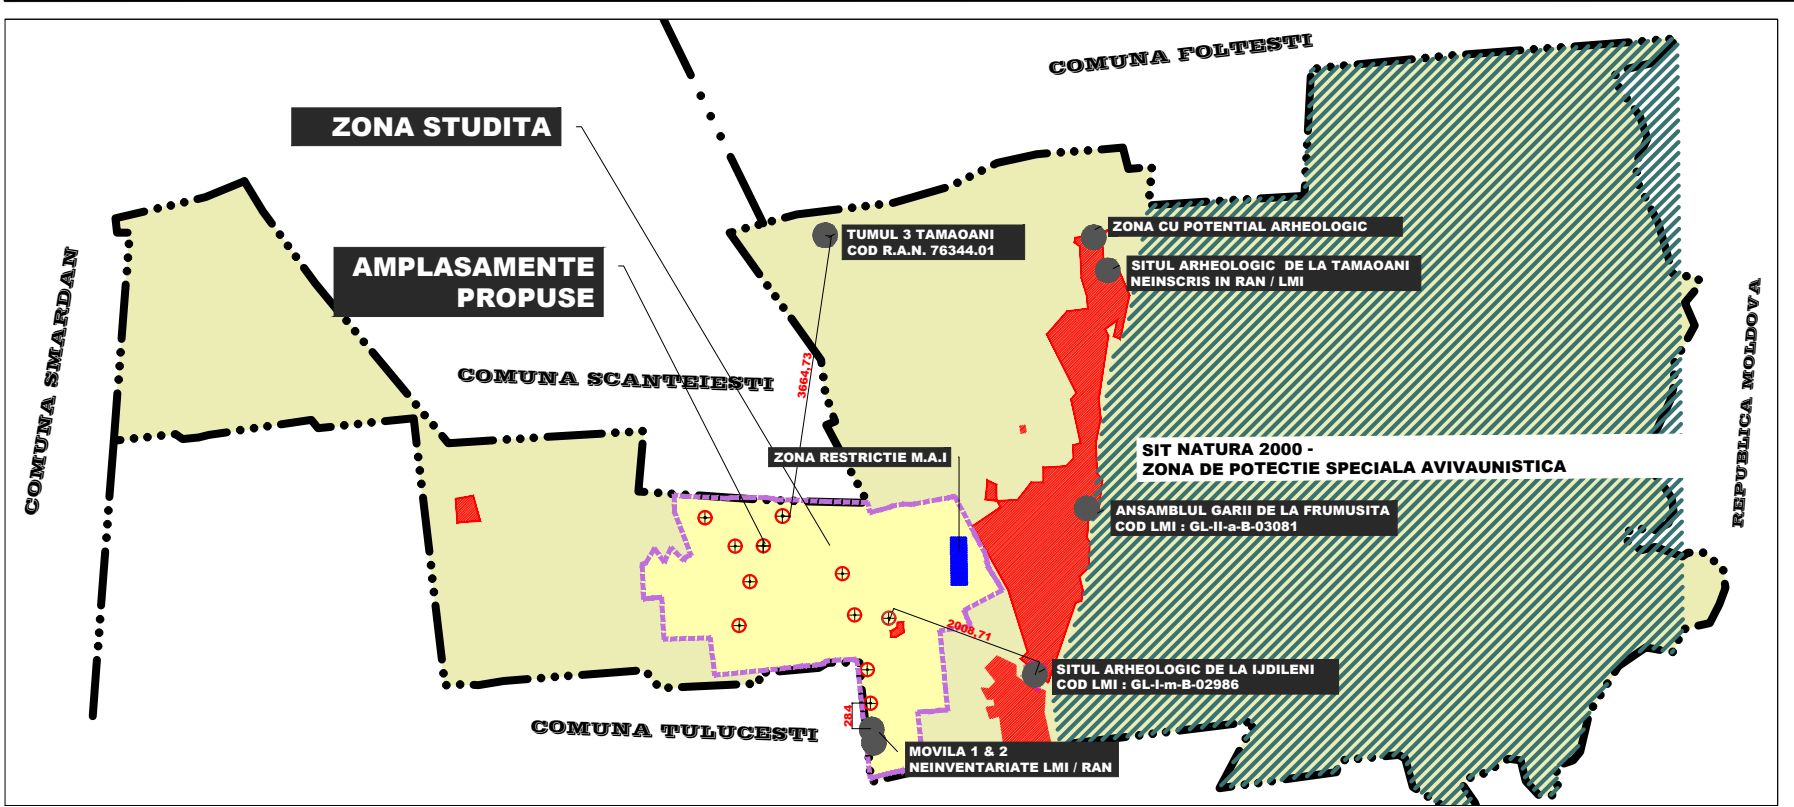 COMUNA FOLTESTI
ZONA STUDITA
TUMUL 3 TAMAOANI
COD R.A.N. 76344.01
ZONA CU POTENTIAL ARHEOLOGIC
AMPLASAMENTE
PROPUSE
SITUL ARHEOLOGIC DE LA TAMAOANI
NEINSCRIS IN RAN / LMI
COMUNA SMARDAN
COMUNA SCANTEIESTI
3664,73
REPUBLICA MOLDOVA
ZONA RESTRICTIE M.A.I
SIT NATURA 2000 -
ZONA DE POTECTIE SPECIALA AVIVAUNISTICA
ANSAMBLUL GARII DE LA FRUMUSITA
COD LMI : GL-II-a-B-03081
2908,71
SITUL ARHEOLOGIC DE LA IJDILENI
COD LMI : GL-I-m-B-02986
284
COMUNA TULUCESTI
MOVILA 1 & 2
NEINVENTARIATE LMI / RAN